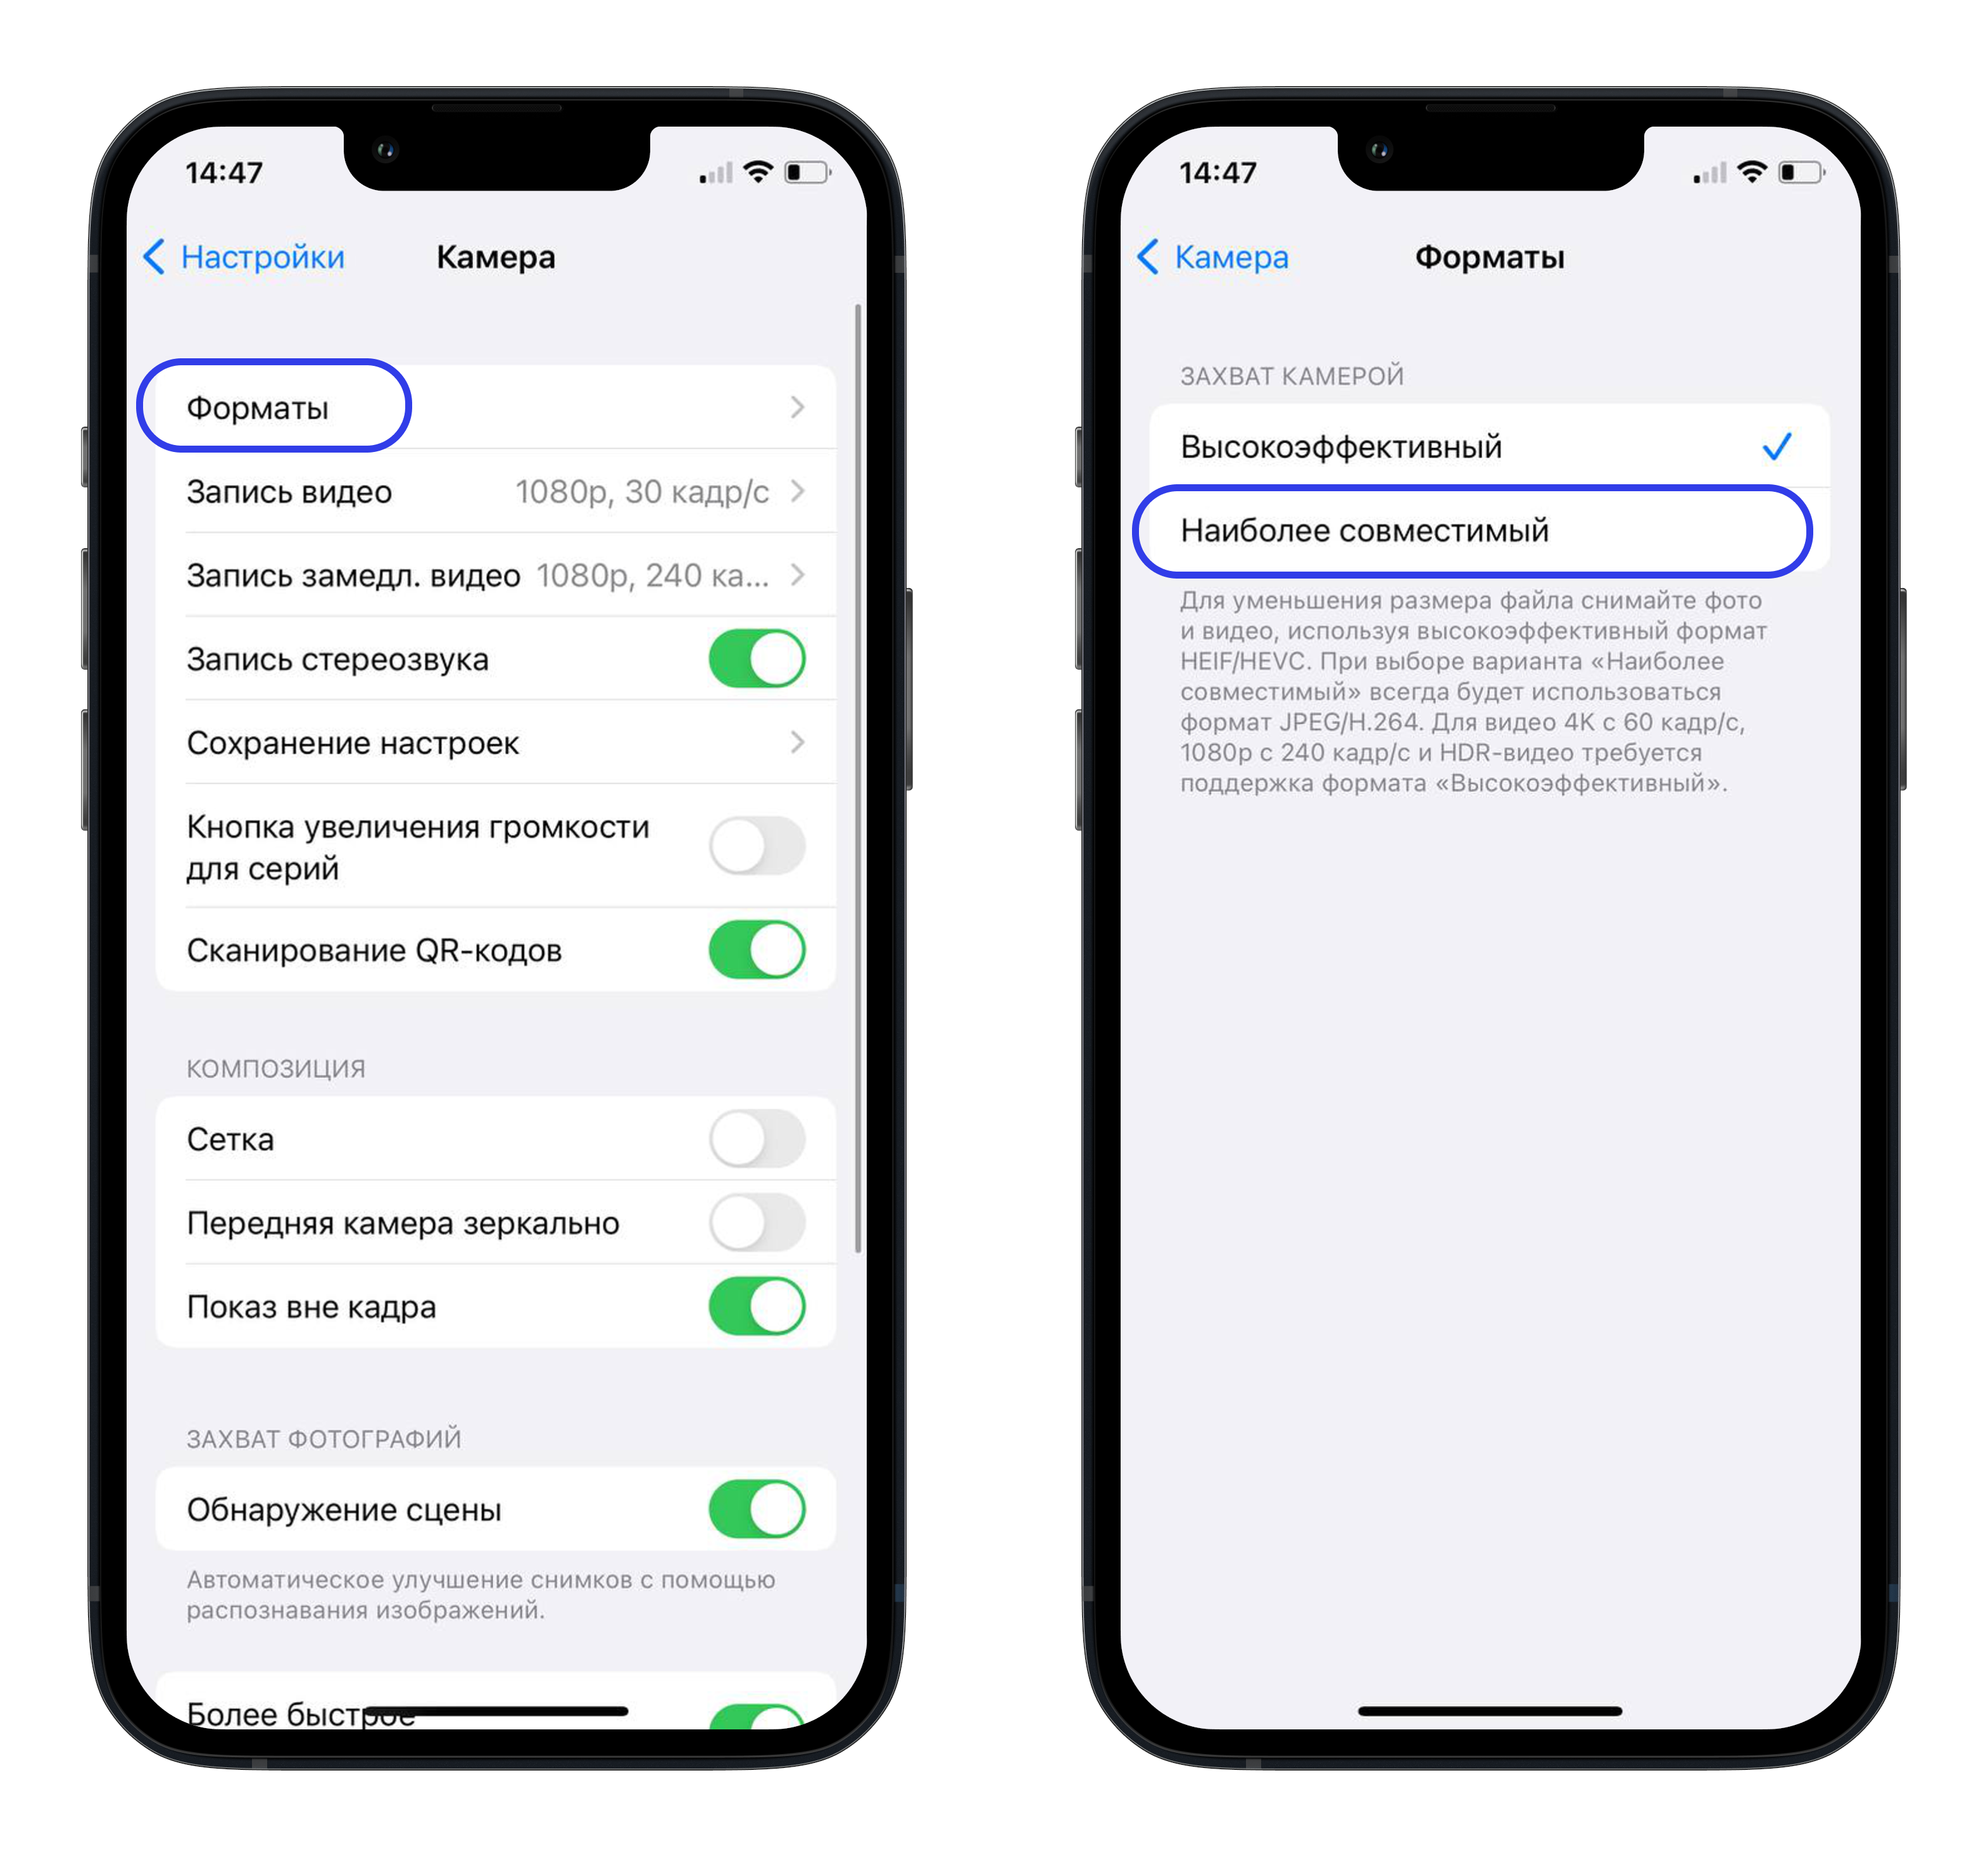 14:47
Настройки
Камера
Форматы
Запись видео 1080p, 30 кадр/с
Запись замедл. видео 1080p, 240 ка...
Запись стереозвука
Сохранение настроек
Кнопка увеличения громкости
для серий
Сканирование QR-кодов
КОМПОЗИЦИЯ
Сетка
Передняя камера зеркально
Показ вне кадра
ЗАХВАТ ФОТОГРАФИЙ
Обнаружение сцены
Автоматическое улучшение снимков с помощью
распознавания изображений.
Более быстрое
14:47
Камера
Форматы
ЗАХВАТ КАМЕРОЙ
Высокоэффективный
Наиболее совместимый
Для уменьшения размера файла снимайте фото
и видео, используя высокоэффективный формат
HEIF/HEVC. При выборе варианта «Наиболее
совместимый» всегда будет использоваться
формат JPEG/H.264. Для видео 4K с 60 кадр/с,
1080p с 240 кадр/с и HDR-видео требуется
поддержка формата «Высокоэффективный».